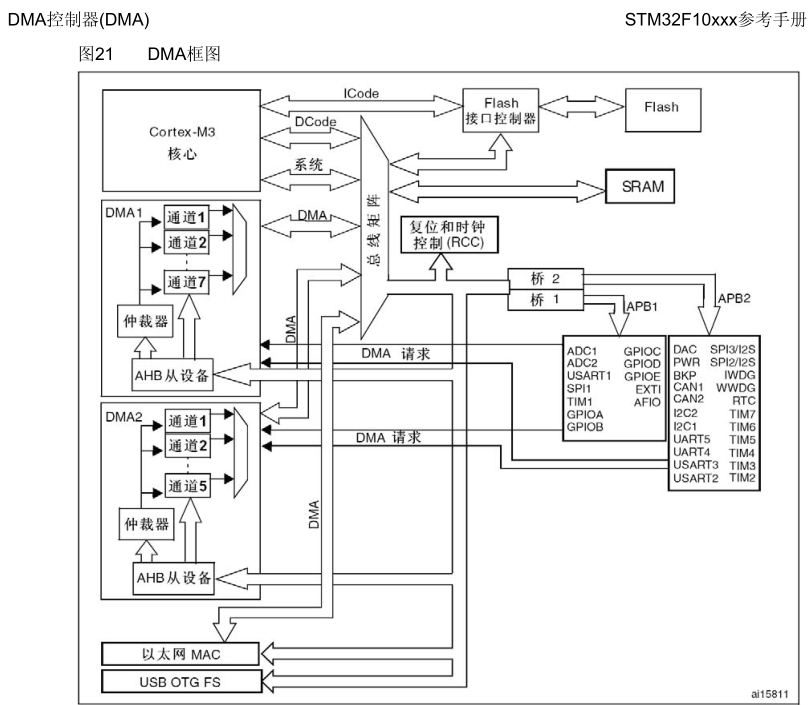 DMA控制器(DMA)
STM32F10xxx参考手册
图21 DMA框图
Cortex-M3
核心
ICode
DCode
系统
DMA
Flash
接口控制器
Flash
SRAM
总线矩阵
复位和时钟
控制(RCC)
桥 2
桥 1
APB1
APB2
DMA1
通道1
通道2
通道7
仲裁器
AHB从设备
DMA
DMA 请求
ADC1 GPIOC
ADC2 GPIOD
USART1 GPIOE
SPI1 EXTI
TIM1 AFIO
GPIOA
GPIOB
DAC SPI3/I2S
PWR SPI2/I2S
BKP IWDG
CAN1 WWDG
CAN2 RTC
I2C2 TIM7
I2C1 TIM6
UART5 TIM5
UART4 TIM4
USART3 TIM3
USART2 TIM2
DMA2
通道1
通道2
通道5
仲裁器
AHB从设备
DMA 请求
DMA
以太网 MAC
USB OTG FS
ai15811